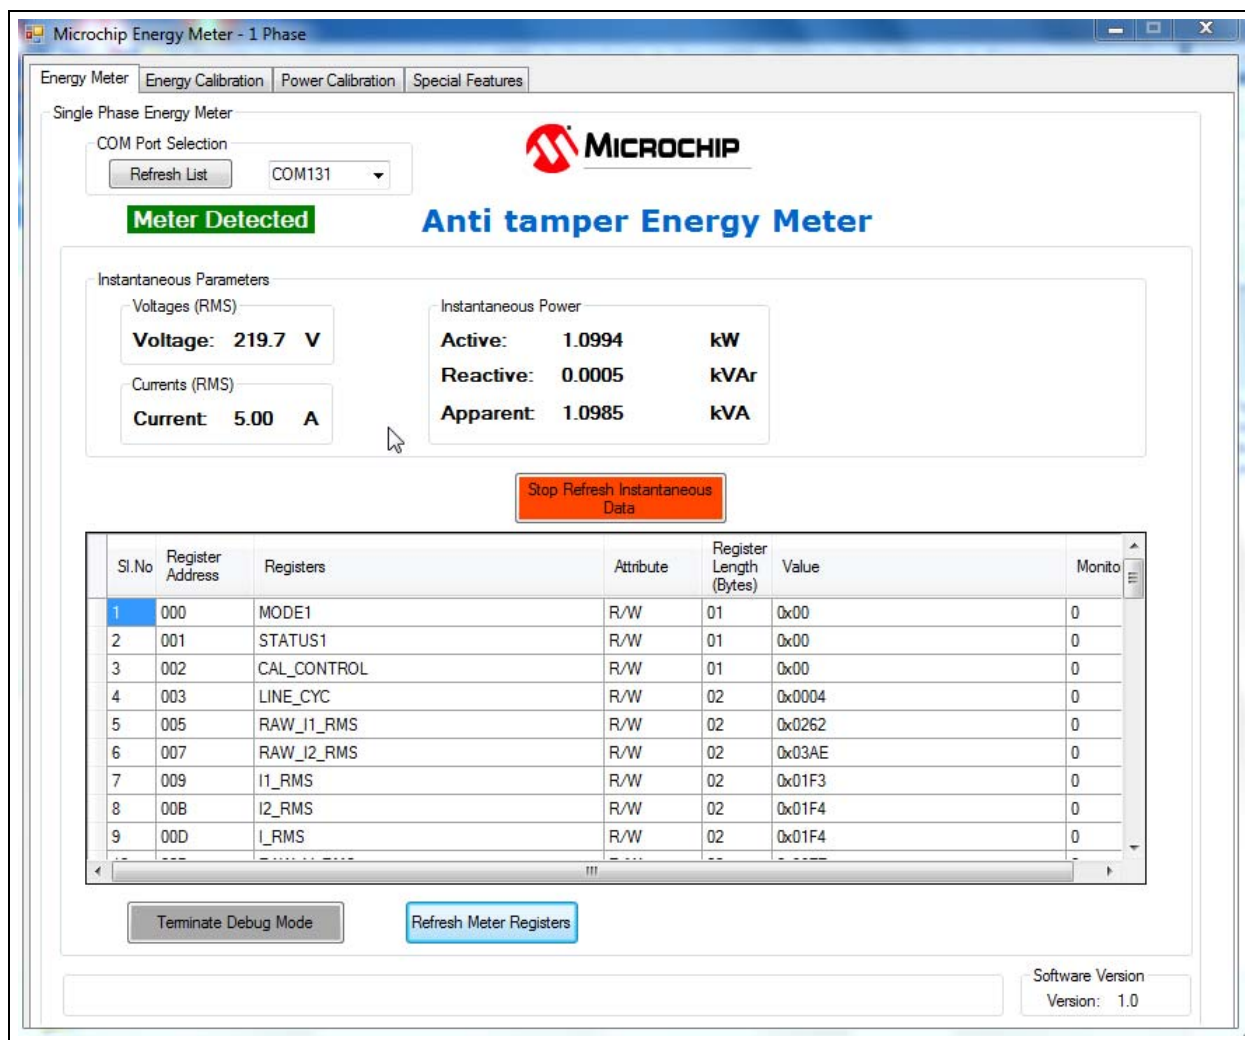 Microchip Energy Meter - 1 Phase
Energy Meter Energy Calibration Power Calibration Special Features
Single Phase Energy Meter
COM Port Selection
Refresh List COM131
MICROCHIP
Meter Detected
Anti tamper Energy Meter
Instantaneous Parameters
Voltages (RMS)
Voltage: 219.7 V
Currents (RMS)
Current: 5.00 A
Instantaneous Power
Active: 1.0994 kW
Reactive: 0.0005 kVAr
Apparent: 1.0985 kVA
Stop Refresh Instantaneous
Data
Sl.No Register Address Registers Attribute Register Length (Bytes) Value Monito
1 000 MODE1 R/W 01 0x00 0
2 001 STATUS1 R/W 01 0x00 0
3 002 CAL_CONTROL R/W 01 0x00 0
4 003 LINE_CYC R/W 02 0x0004 0
5 005 RAW_I1_RMS R/W 02 0x0262 0
6 007 RAW_I2_RMS R/W 02 0x03AE 0
7 009 I1_RMS R/W 02 0x01F3 0
8 00B I2_RMS R/W 02 0x01F4 0
9 00D I_RMS R/W 02 0x01F4 0
Terminate Debug Mode
Refresh Meter Registers
Software Version
Version: 1.0